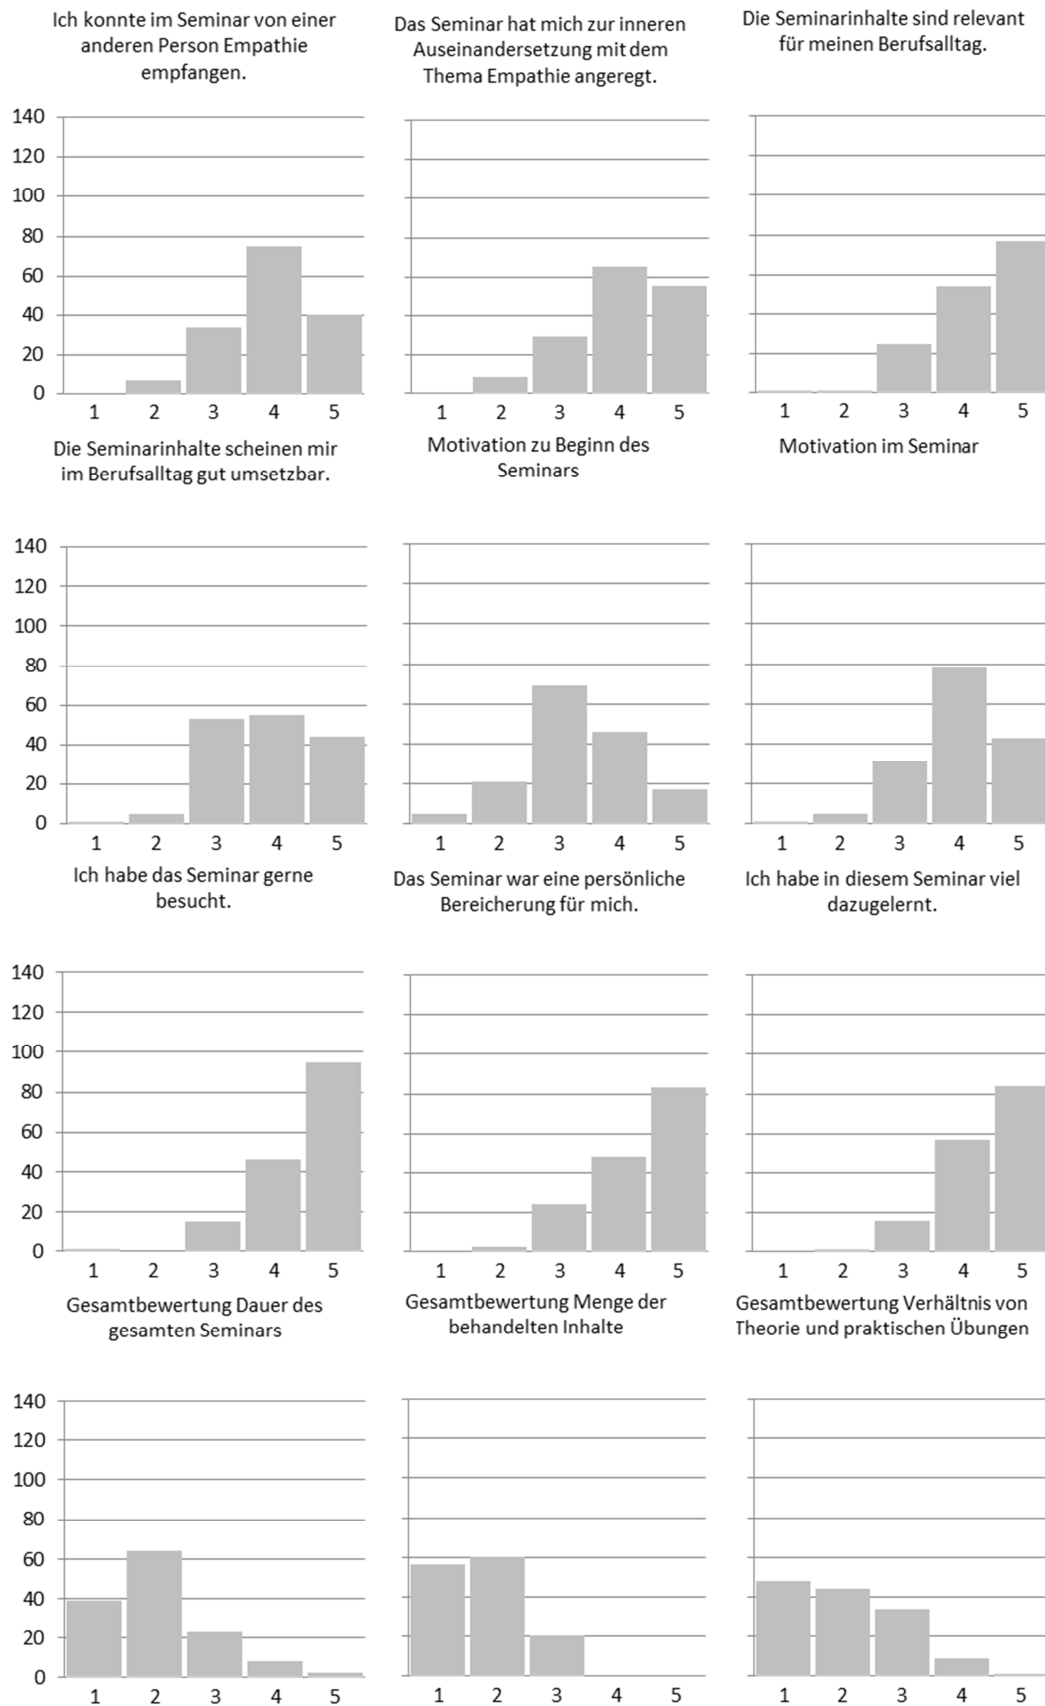 Ich konnte im Seminar von einer
anderen Person Empathie
empfangen.
Das Seminar hat mich zur inneren
Auseinandersetzung mit dem
Thema Empathie angeregt.
Die Seminarinhalte sind relevant
für meinen Berufsalltag.
140
120
100
80
60
40
20
0
1 2 3 4 5
1 2 3 4 5
1 2 3 4 5
Die Seminarinhalte scheinen mir
im Berufsalltag gut umsetzbar.
Motivation zu Beginn des
Seminars
Motivation im Seminar
140
120
100
80
60
40
20
0
1 2 3 4 5
1 2 3 4 5
1 2 3 4 5
Ich habe das Seminar gerne
besucht.
Das Seminar war eine persönliche
Bereicherung für mich.
Ich habe in diesem Seminar viel
dazugelernt.
140
120
100
80
60
40
20
0
1 2 3 4 5
1 2 3 4 5
1 2 3 4 5
Gesamtbewertung Dauer des
gesamten Seminars
Gesamtbewertung Menge der
behandelten Inhalte
Gesamtbewertung Verhältnis von
Theorie und praktischen Übungen
140
120
100
80
60
40
20
0
1 2 3 4 5
1 2 3 4 5
1 2 3 4 5